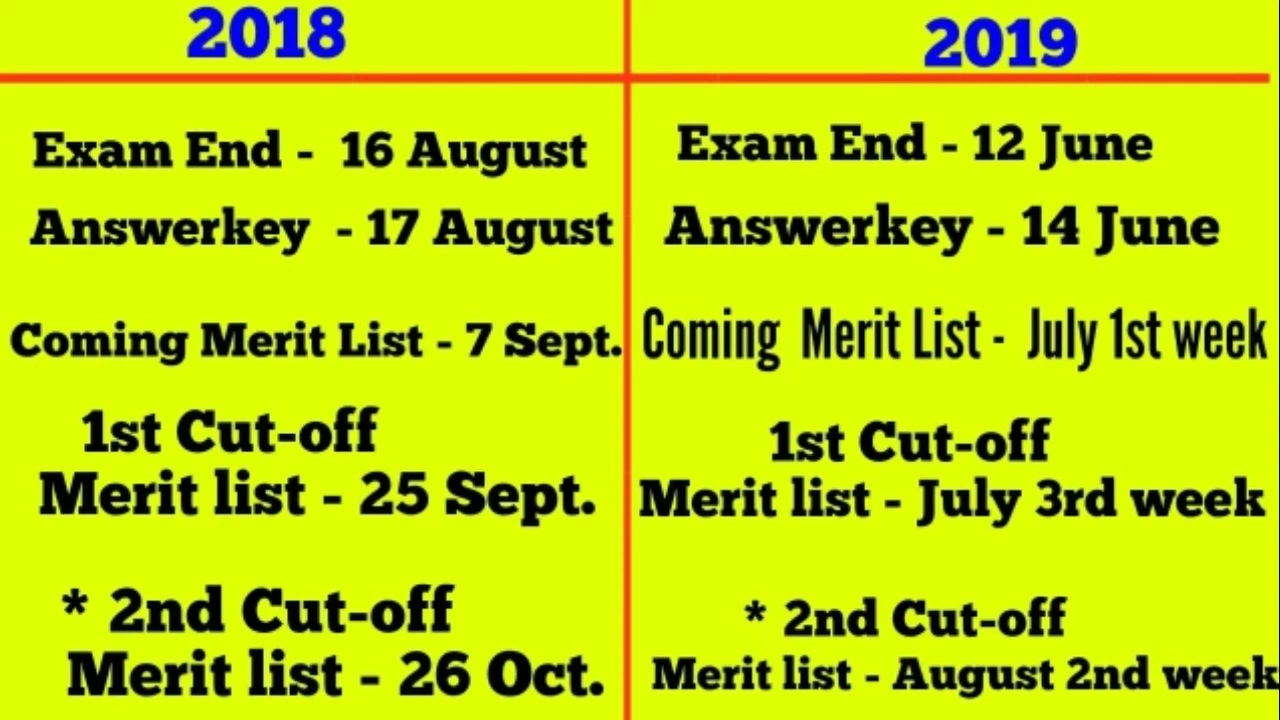 2018
Exam End - 16 August
Answerkey - 17 August
Coming Merit List - 7 Sept.
1st Cut-off
Merit list - 25 Sept.
* 2nd Cut-off
Merit list - 26 Oct.
2019
Exam End - 12 June
Answerkey - 14 June
Coming Merit List - July 1st week
1st Cut-off
Merit list - July 3rd week
* 2nd Cut-off
Merit list - August 2nd week